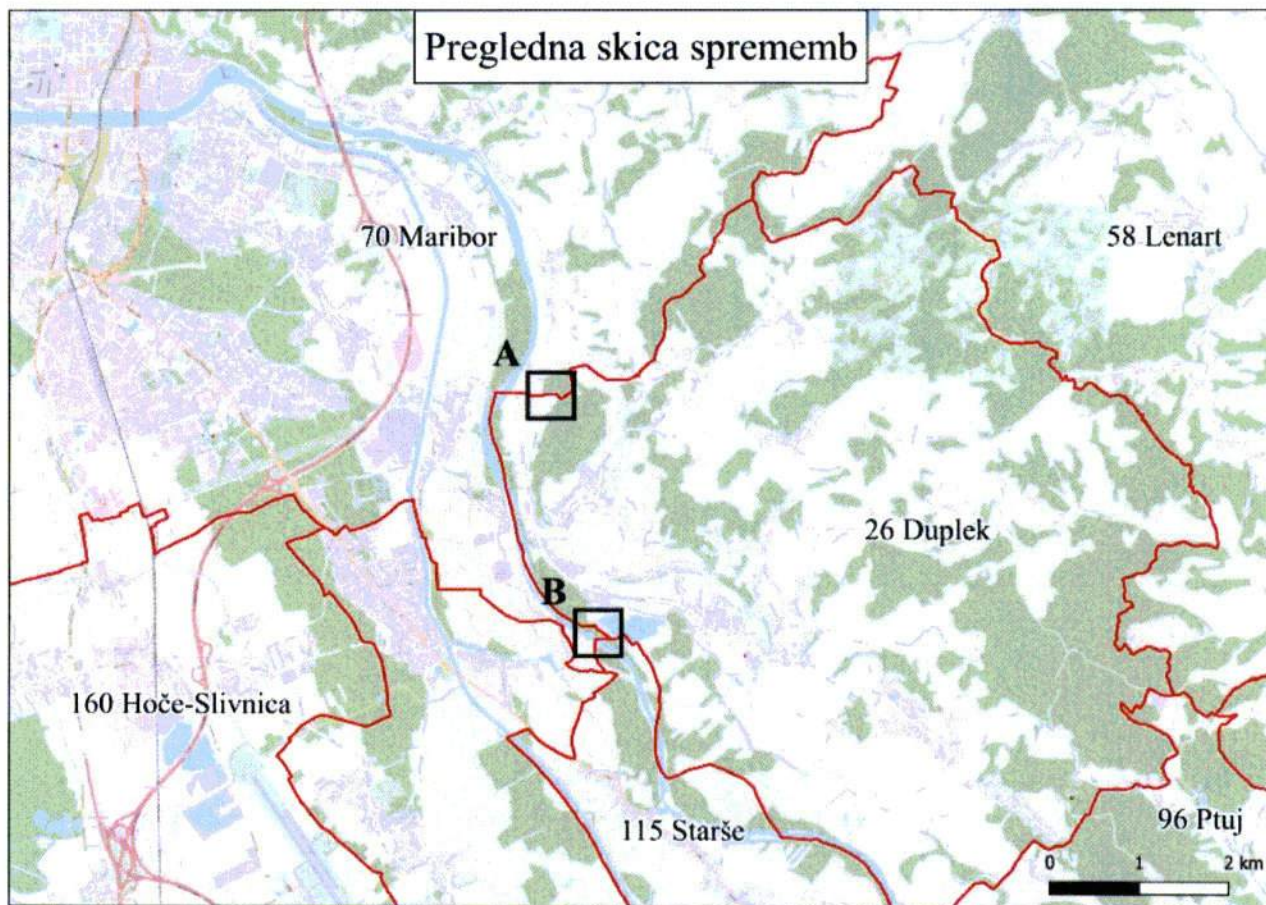 Pregledna skica sprememb
70 Maribor
58 Lenart
A
26 Duplek
B
160 Hoče-Slivnica
115 Starše
96 Ptuj
0 1 2 km